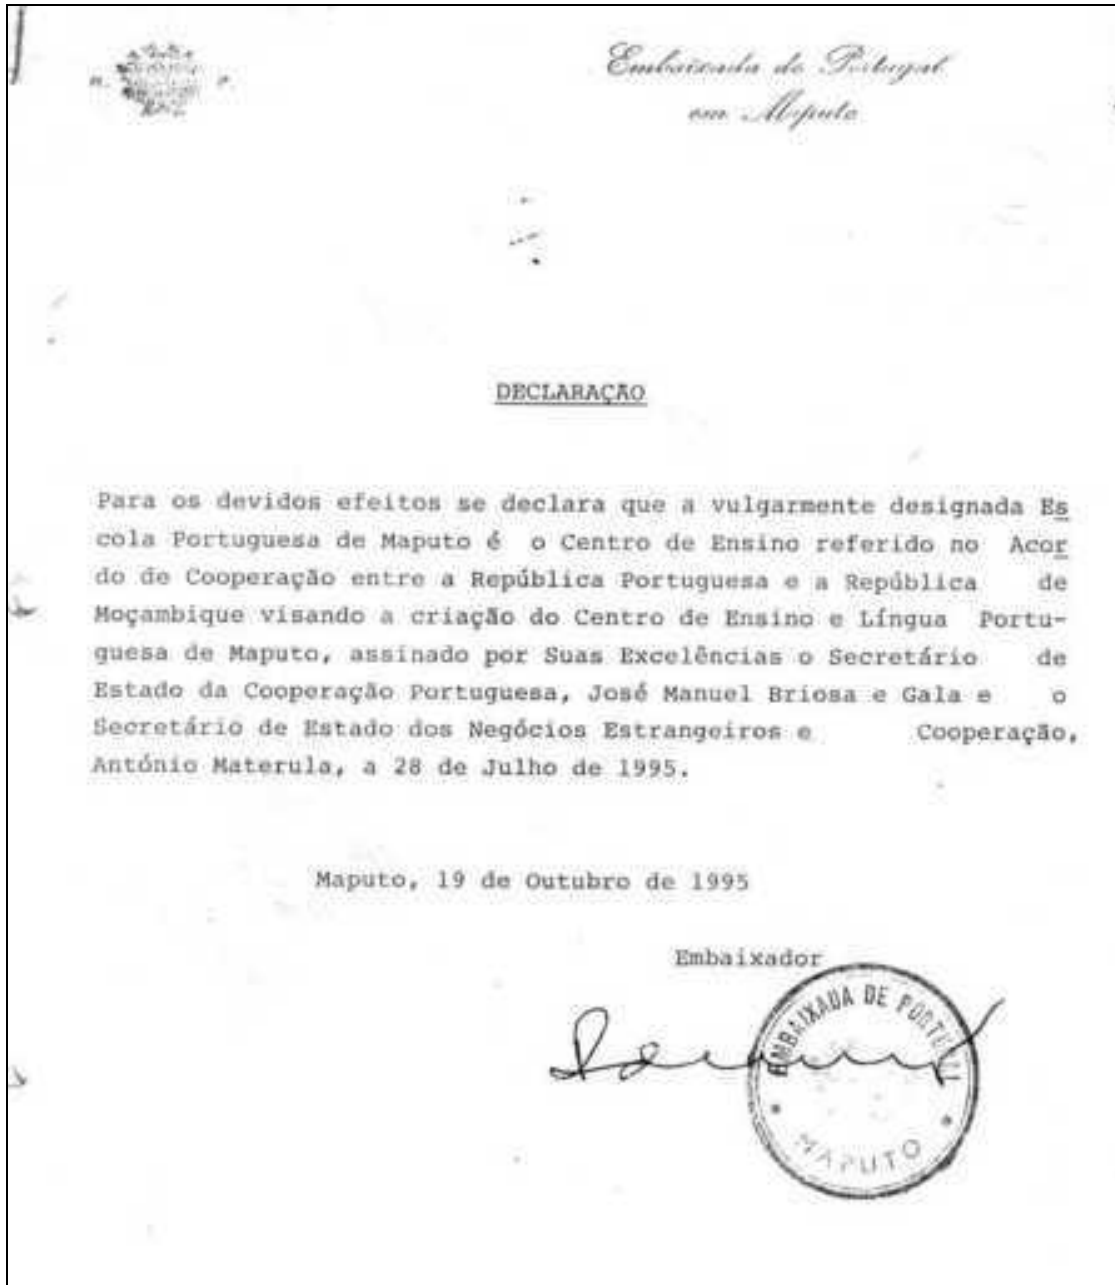 Embaixada de Portugal
em Maputo
DECLARAÇÃO
Para os devidos efeitos se declara que a vulgarmente designada Es
cola Portuguesa de Maputo é o Centro de Ensino referido no Acor
do de Cooperação entre a República Portuguesa e a República de
Moçambique visando a criação do Centro de Ensino e Língua Portu-
guesa de Maputo, assinado por Suas Excelências o Secretário de
Estado da Cooperação Portuguesa, José Manuel Briosa e Gala e o
Secretário de Estado dos Negócios Estrangeiros e Cooperação,
António Materula, a 28 de Julho de 1995.
Maputo, 19 de Outubro de 1995
Embaixador
EMBAIXADA DE PORTUGAL
MAPUTO